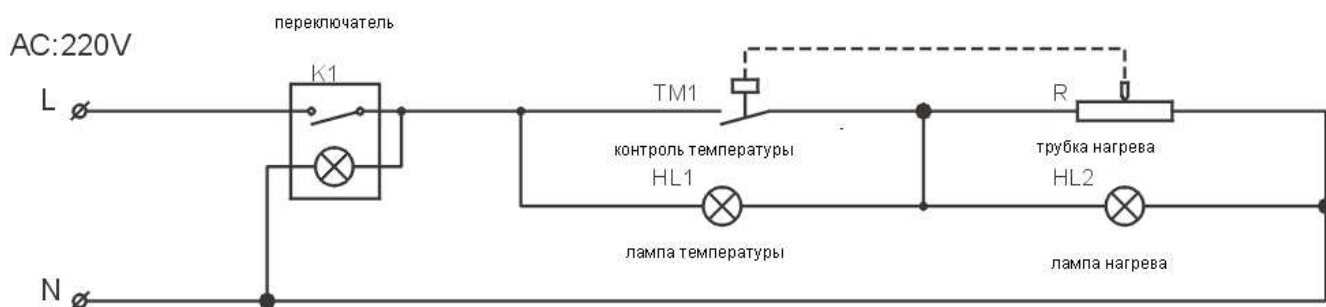 переключатель
AC:220V
K1
L
TM1
R
контроль температуры
трубка нагрева
HL1
HL2
лампа температуры
лампа нагрева
N